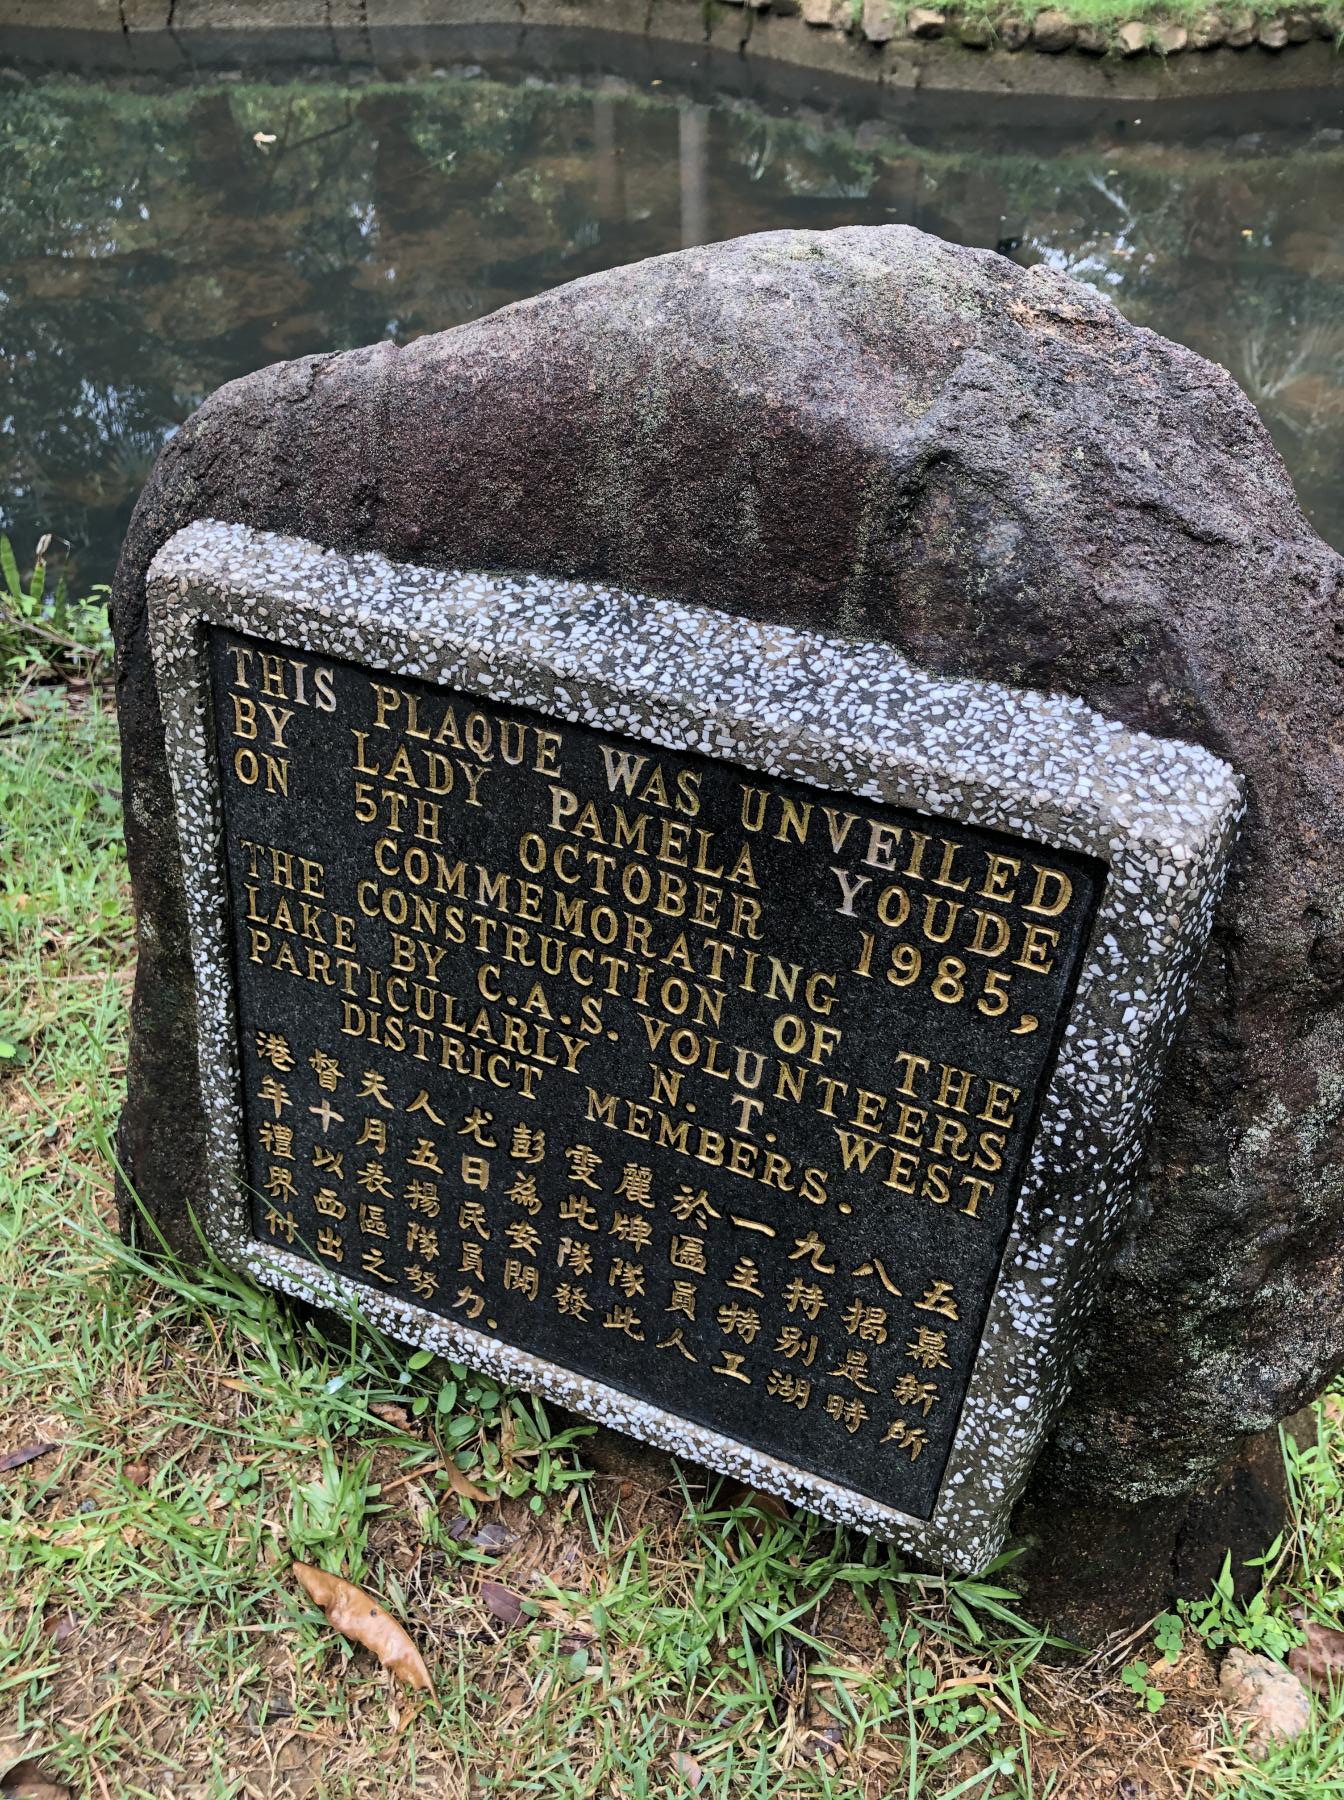 THIS PLAQUE WAS UNVEILED
BY LADY PAMELA YOUDE
ON 5TH OCTOBER 1985,
COMMEMORATING
THE CONSTRUCTION OF THE
LAKE BY C.A.S. VOLUNTEERS
PARTICULARLY N. T. WEST
DISTRICT MEMBERS.
港督夫人尤彭雯麗於一九八五
年十月五日為此牌匾主持揭幕
禮以表揚民安隊隊員特別是新
界西區隊員開發此人工湖時所
付出之努力.